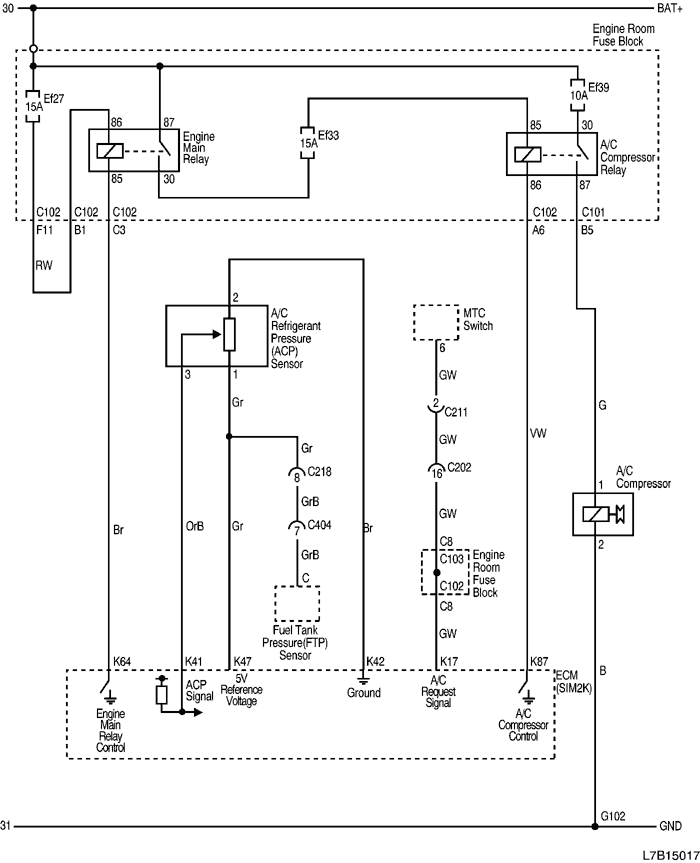 30
BAT+
Engine Room
Fuse Block
Ef27
15A
Ef39
10A
86
87
Engine
Main
Relay
85
30
Ef33
15A
85
30
A/C
Compressor
Relay
86
87
C102
C102
C102
C102
C101
F11
B1
C3
A6
B5
RW
2
A/C
Refrigerant
Pressure
(ACP)
Sensor
3
1
MTC
Switch
6
GW
Gr
2
C211
G
Gr
GW
VW
C218
8
C202
16
A/C
Compressor
1
GrB
Br
OrB
Gr
C404
7
Br
GW
2
GrB
C8
C103
Engine
Room
Fuse
Block
C102
C
C8
Fuel Tank
Pressure(FTP)
Sensor
GW
K64
K41
K47
K42
K17
K87
B
ECM
(SIM2K)
ACP
Signal
5V
Reference
Voltage
Ground
A/C
Request
Signal
Engine
Main
Relay
Control
A/C
Compressor
Control
G102
31
GND
L7B15017